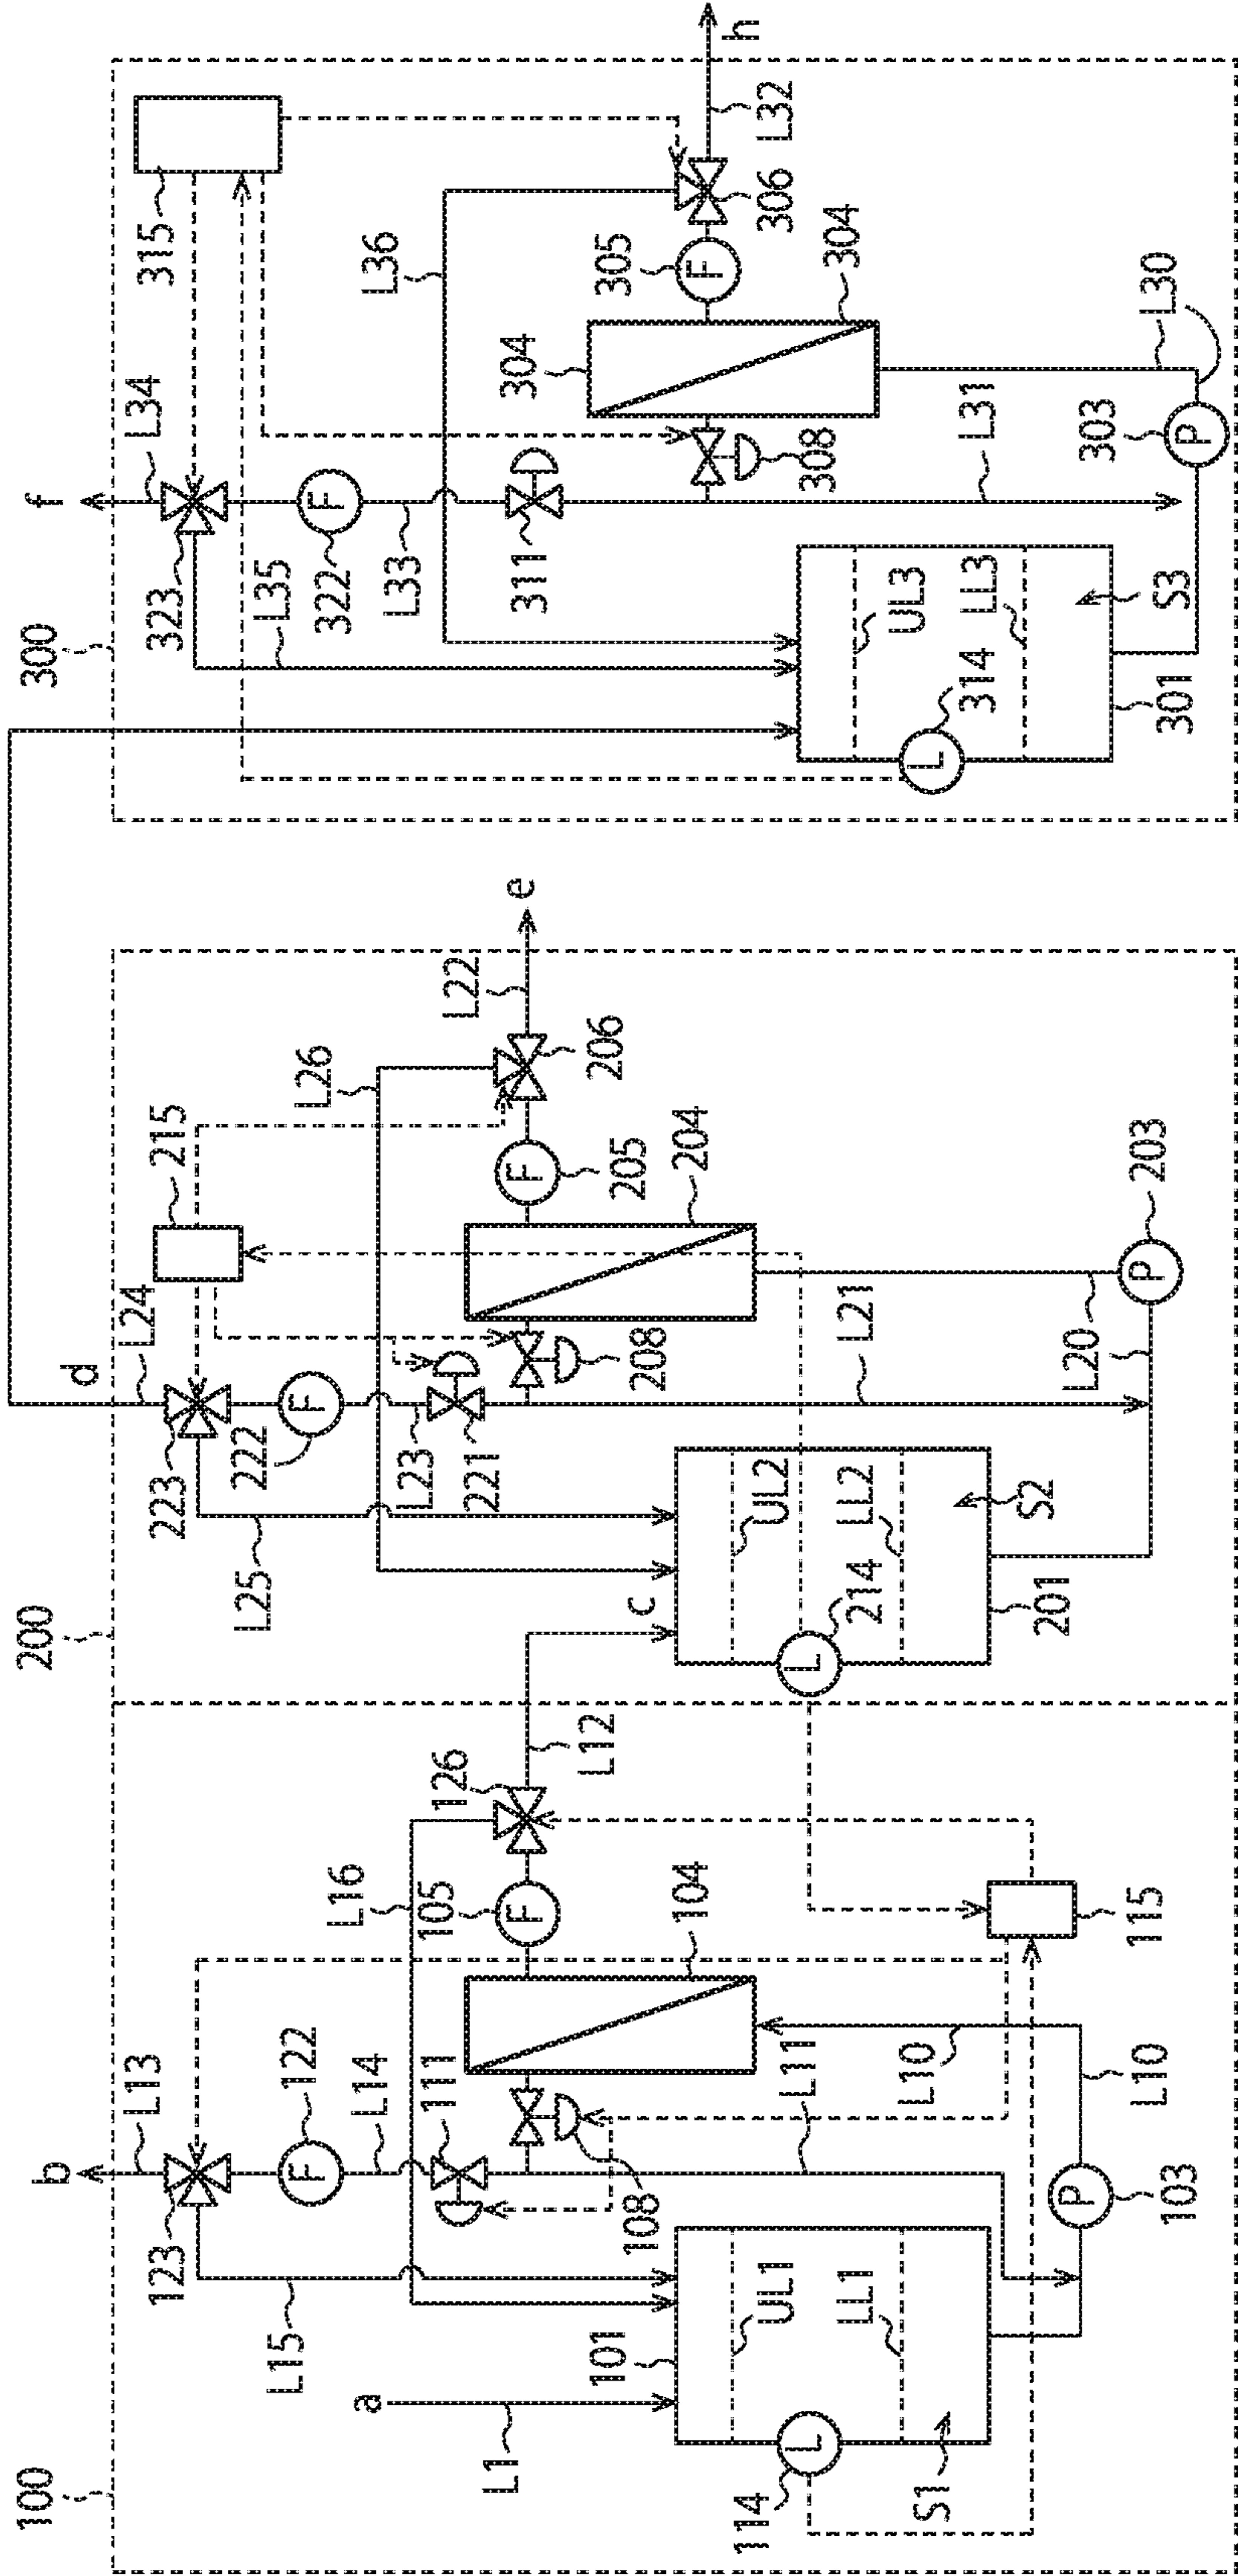 100
200
300
a
L1
L15
123
b
L13
122
F
L14
111
L16
105
F
126
L12
104
108
L11
L10
L10
103
P
115
101
UL1
LL1
114
L
S1
c
d
L24
215
L26
223
222
F
L25
L23
221
208
205
F
204
206
L22
e
UL2
LL2
214
L
S2
201
L21
L20
203
P
f
L34
315
323
L35
322
F
L33
311
L36
304
304
305
F
306
L32
h
308
L31
L30
303
P
UL3
LL3
314
L
S3
301